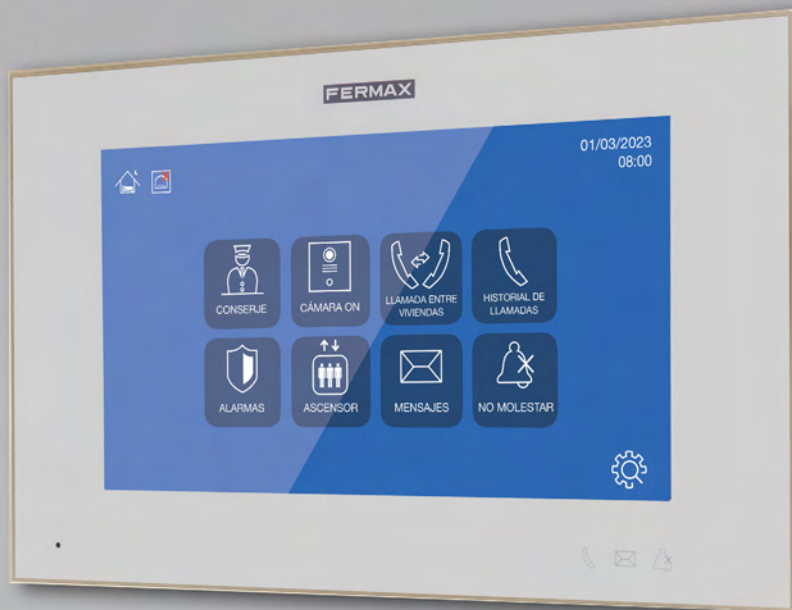 FERMAX
01/03/2023
08:00
CONSERJE
CÁMARA ON
LLAMADA ENTRE
VIVIENDAS
HISTORIAL DE
LLAMADAS
ALARMAS
ASCENSOR
MENSAJES
NO MOLESTAR